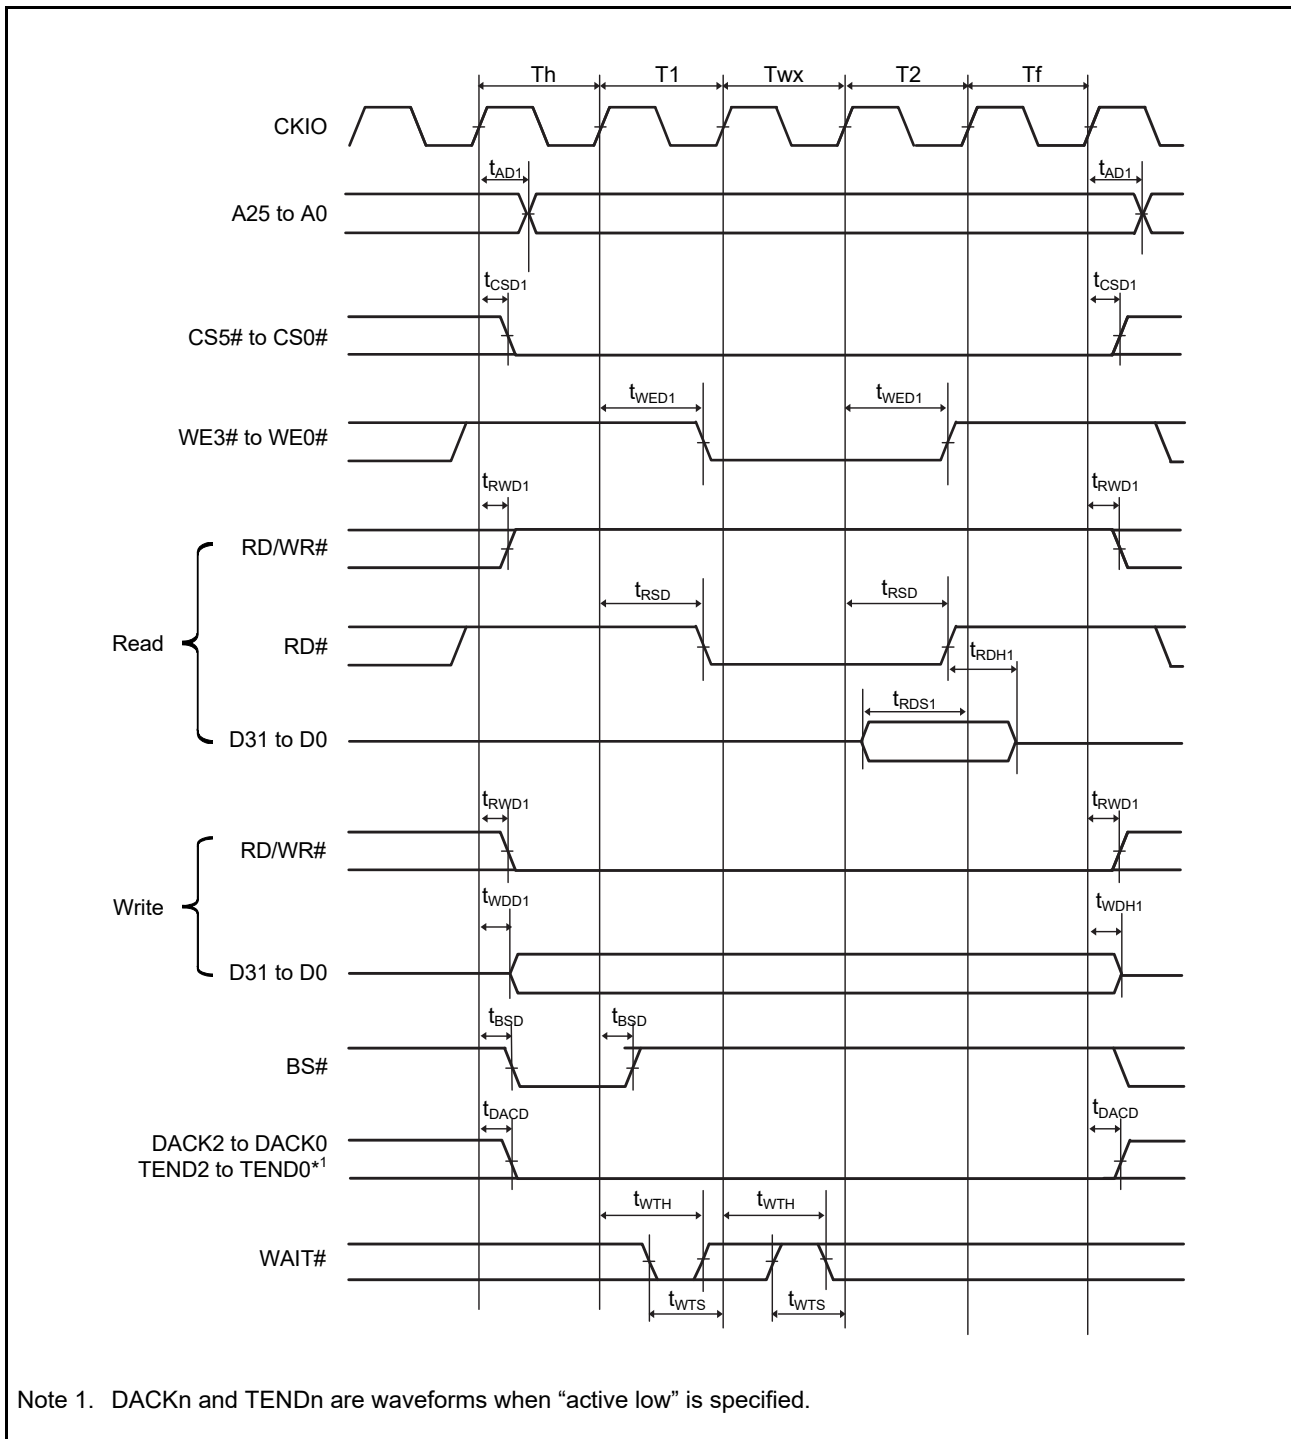 Th T1 Twx T2 Tf
CKIO
tAD1 tAD1
A25 to A0
tCSD1 tCSD1
CS5# to CS0#
tWED1 tWED1
WE3# to WE0#
tRWD1 tRWD1
RD/WR#
tRSD tRSD
Read
RD#
tRDH1
tRDS1
D31 to D0
tRWD1 tRWD1
RD/WR#
Write
tWDD1 tWDH1
D31 to D0
tBSD tBSD
BS#
tDACD tDACD
DACK2 to DACK0
TEND2 to TEND0*1
tWTH tWTH
WAIT#
tWTS tWTS
Note 1. DACKn and TENDn are waveforms when “active low” is specified.